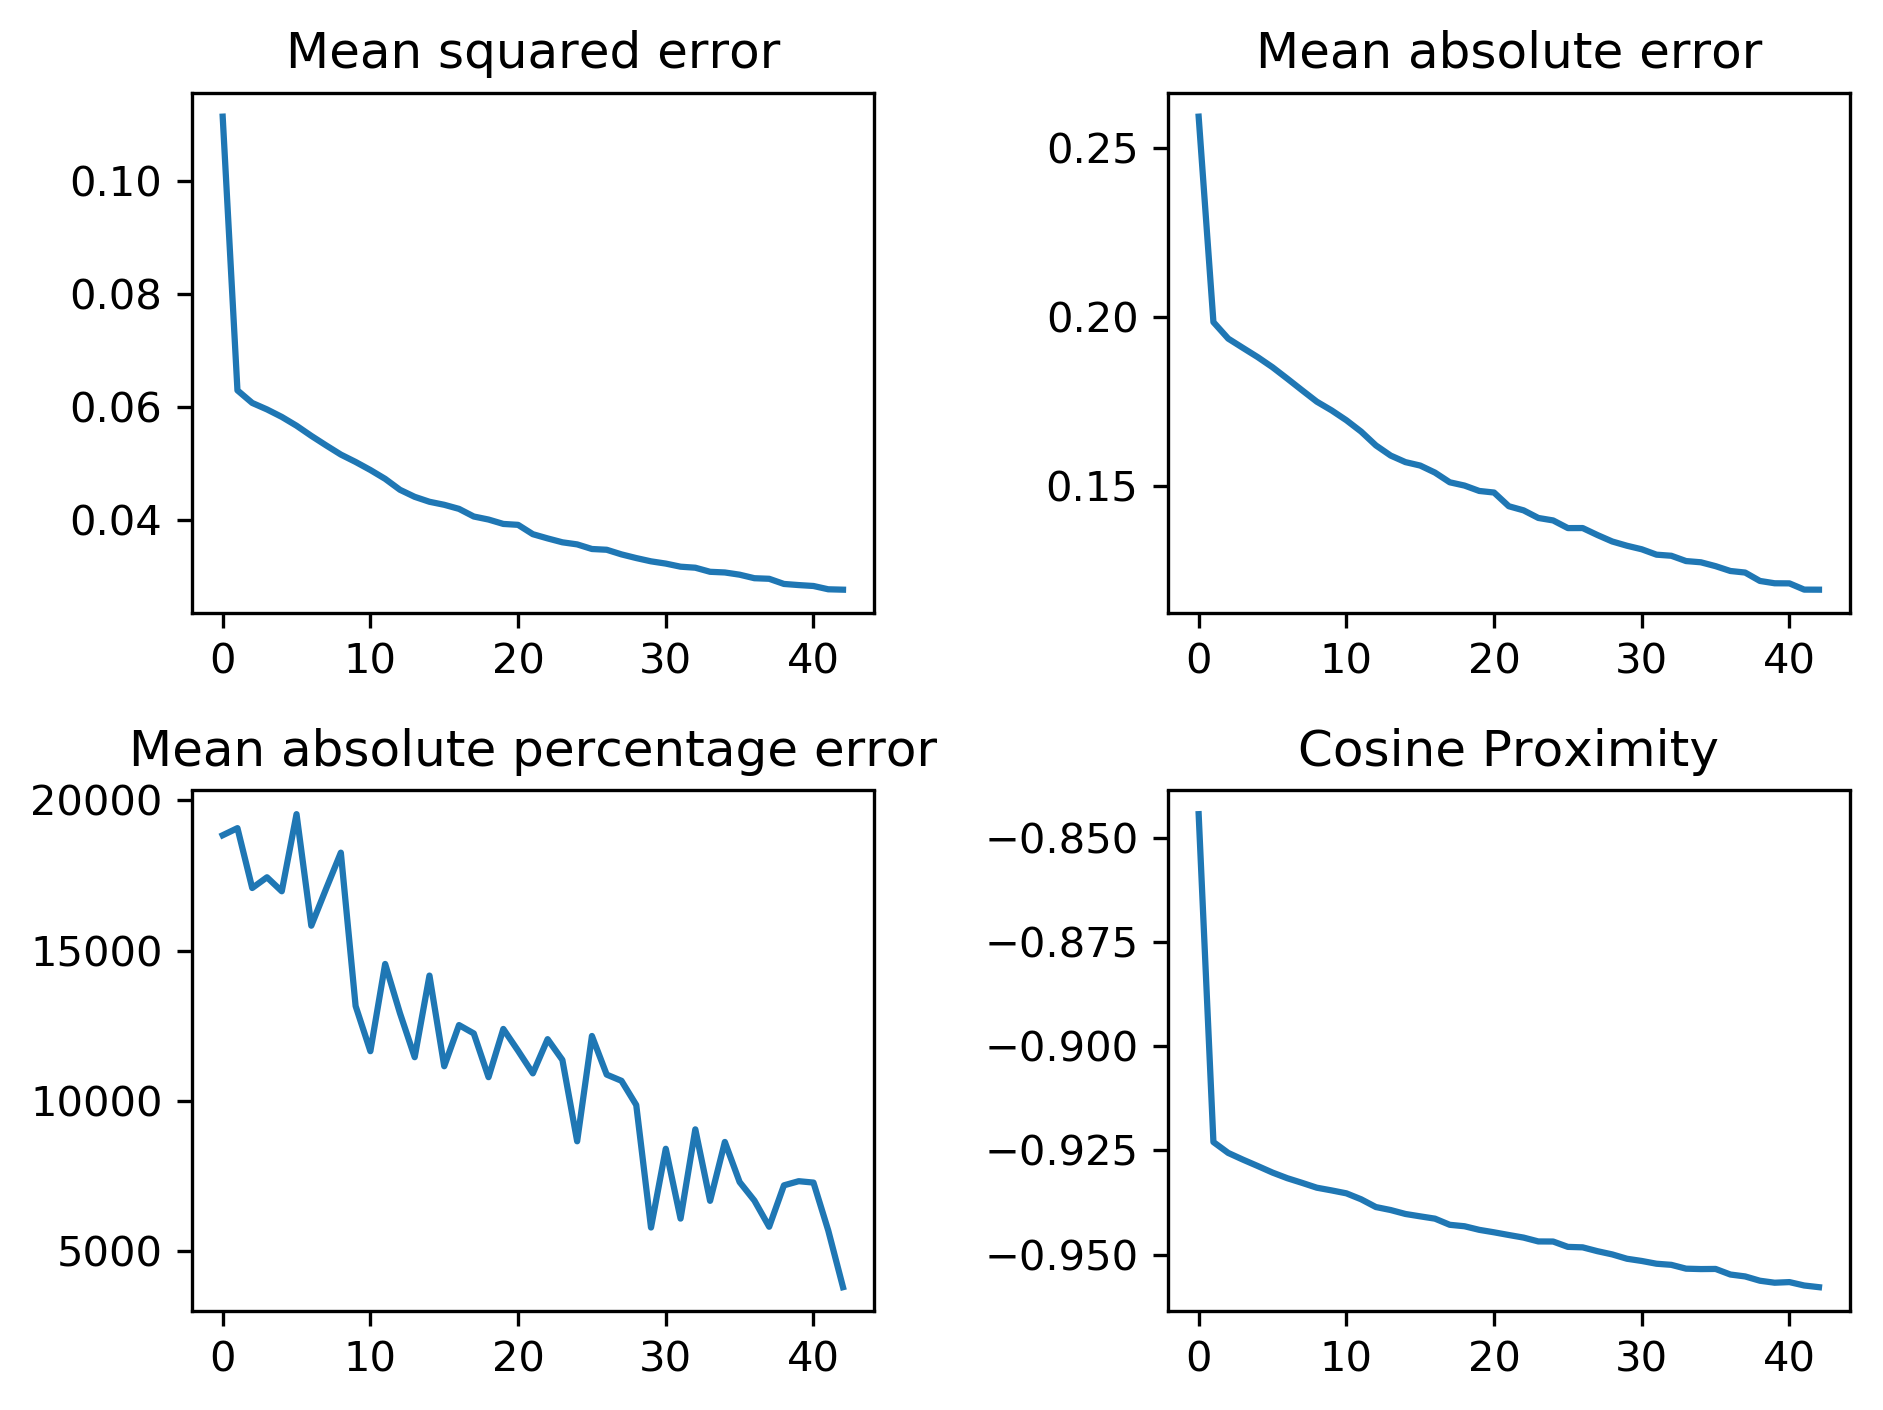 Mean squared error
0.10
0.08
0.06
0.04
0 10 20 30 40
Mean absolute error
0.25
0.20
0.15
0 10 20 30 40
Mean absolute percentage error
20000
15000
10000
5000
0 10 20 30 40
Cosine Proximity
−0.850
−0.875
−0.900
−0.925
−0.950
0 10 20 30 40